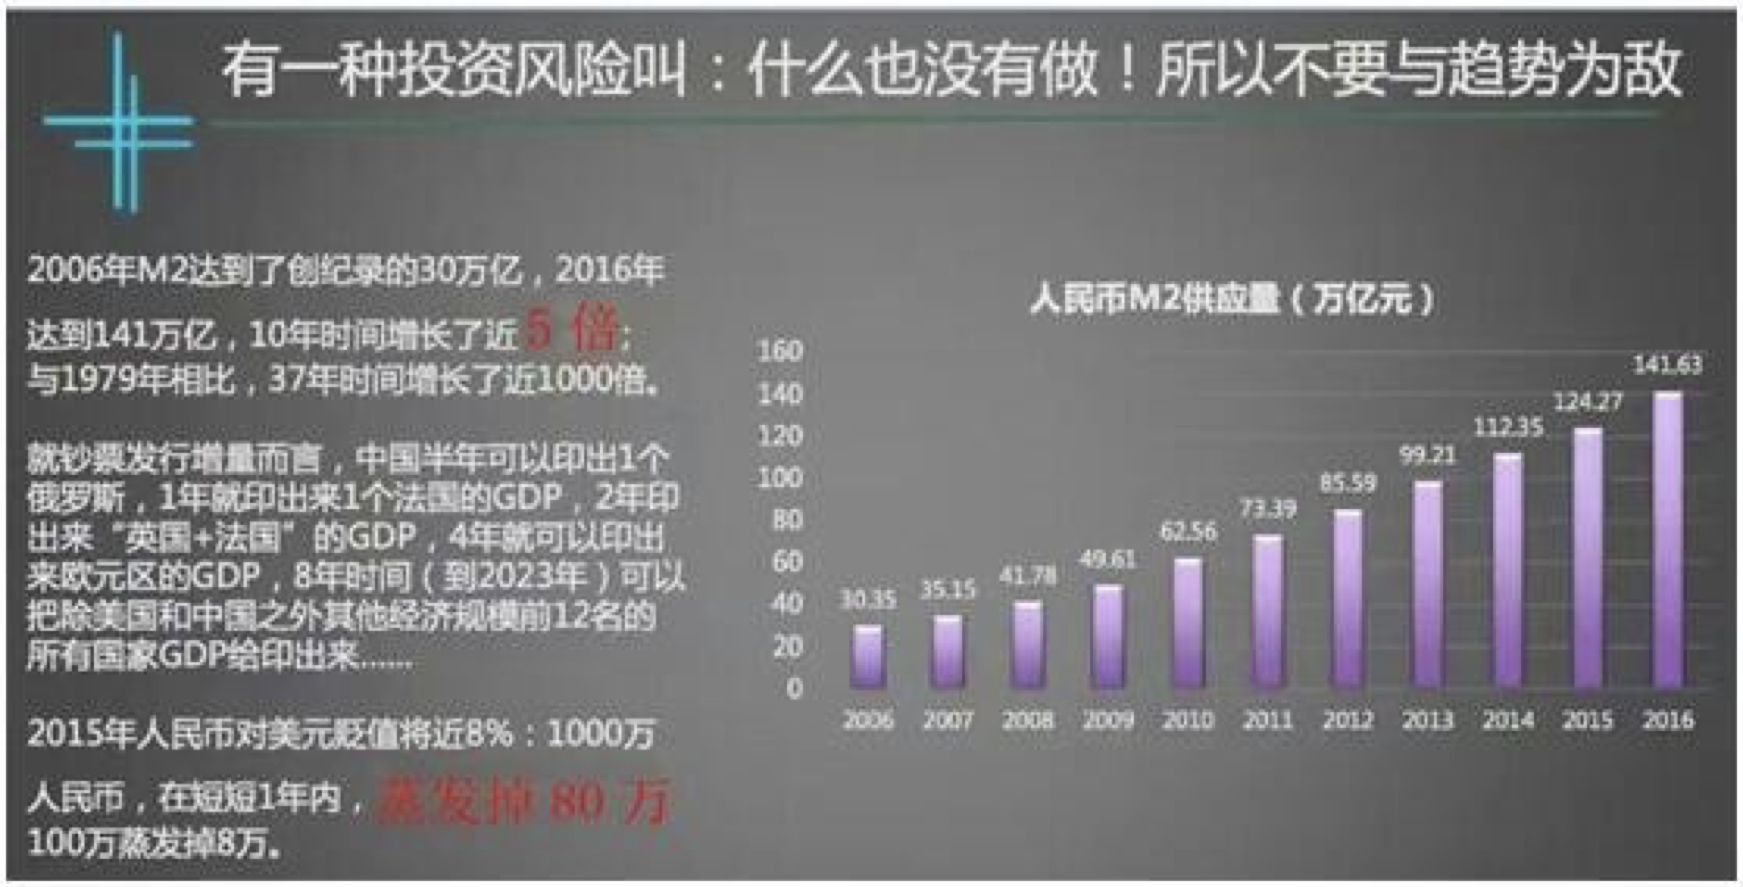 有一种投资风险叫：什么也没有做！所以不要与趋势为敌
2006年M2达到了创纪录的30万亿，2016年
达到141万亿，10年时间增长了近5 倍；
与1979年相比，37年时间增长了近1000倍。
就钞票发行增量而言，中国半年可以印出1个
俄罗斯，1年就印出来1个法国的GDP，2年印
出来“英国+法国”的GDP，4年就可以印出
来欧元区的GDP，8年时间（到2023年）可以
把除美国和中国之外其他经济规模前12名的
所有国家GDP给印出来......
2015年人民币对美元贬值将近8%：1000万
人民币，在短短1年内，蒸发掉 80 万
100万蒸发掉8万。
人民币M2供应量（万亿元）
160
140
120
100
80
60
40
20
0
30.35
35.15
41.78
49.61
62.56
73.39
85.59
99.21
112.35
124.27
141.63
2006 2007 2008 2009 2010 2011 2012 2013 2014 2015 2016